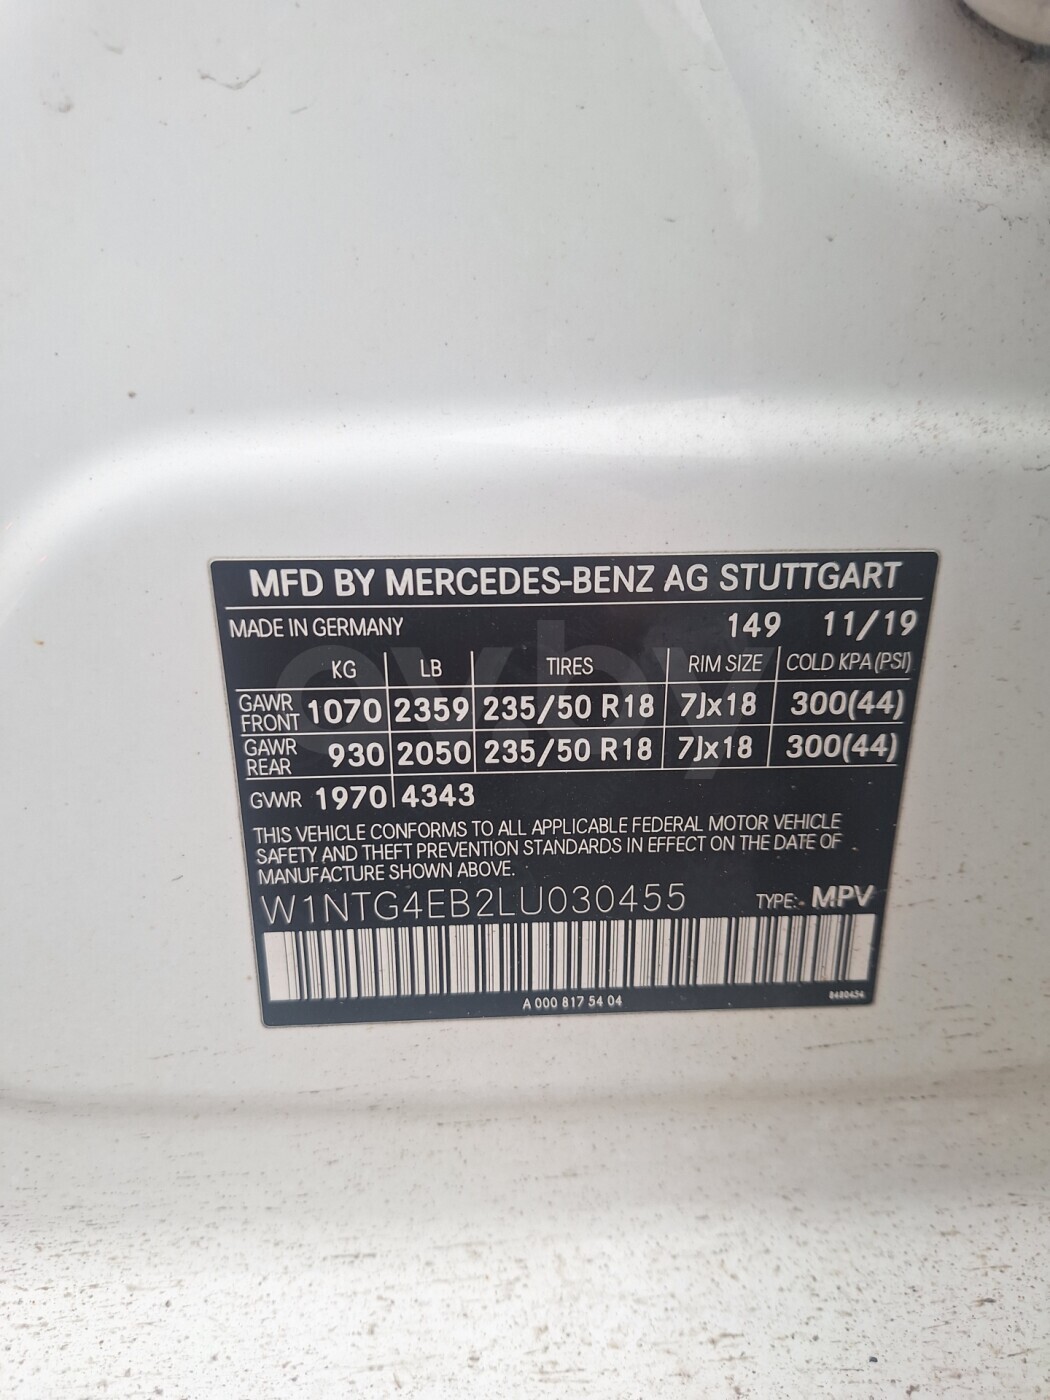 MFD BY MERCEDES-BENZ AG STUTTGART
MADE IN GERMANY 149 11/19
KG LB TIRES RIM SIZE COLD KPA (PSI)
GAWR FRONT 1070 2359 235/50 R18 7Jx18 300(44)
GAWR REAR 930 2050 235/50 R18 7Jx18 300(44)
GVWR 1970 4343
THIS VEHICLE CONFORMS TO ALL APPLICABLE FEDERAL MOTOR VEHICLE
SAFETY AND THEFT PREVENTION STANDARDS IN EFFECT ON THE DATE OF
MANUFACTURE SHOWN ABOVE.
W1NTG4EB2LU030455 TYPE:- MPV
A 000 817 54 04